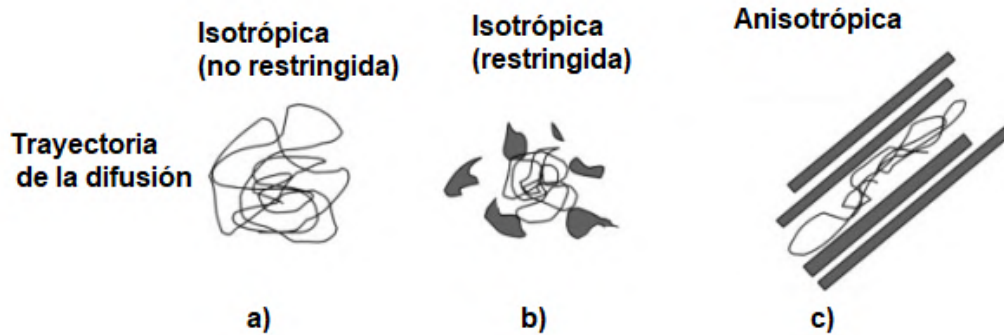 Isotrópica
(no restringida)
Isotrópica
(restringida)
Anisotrópica
Trayectoria
de la difusión
a)
b)
c)